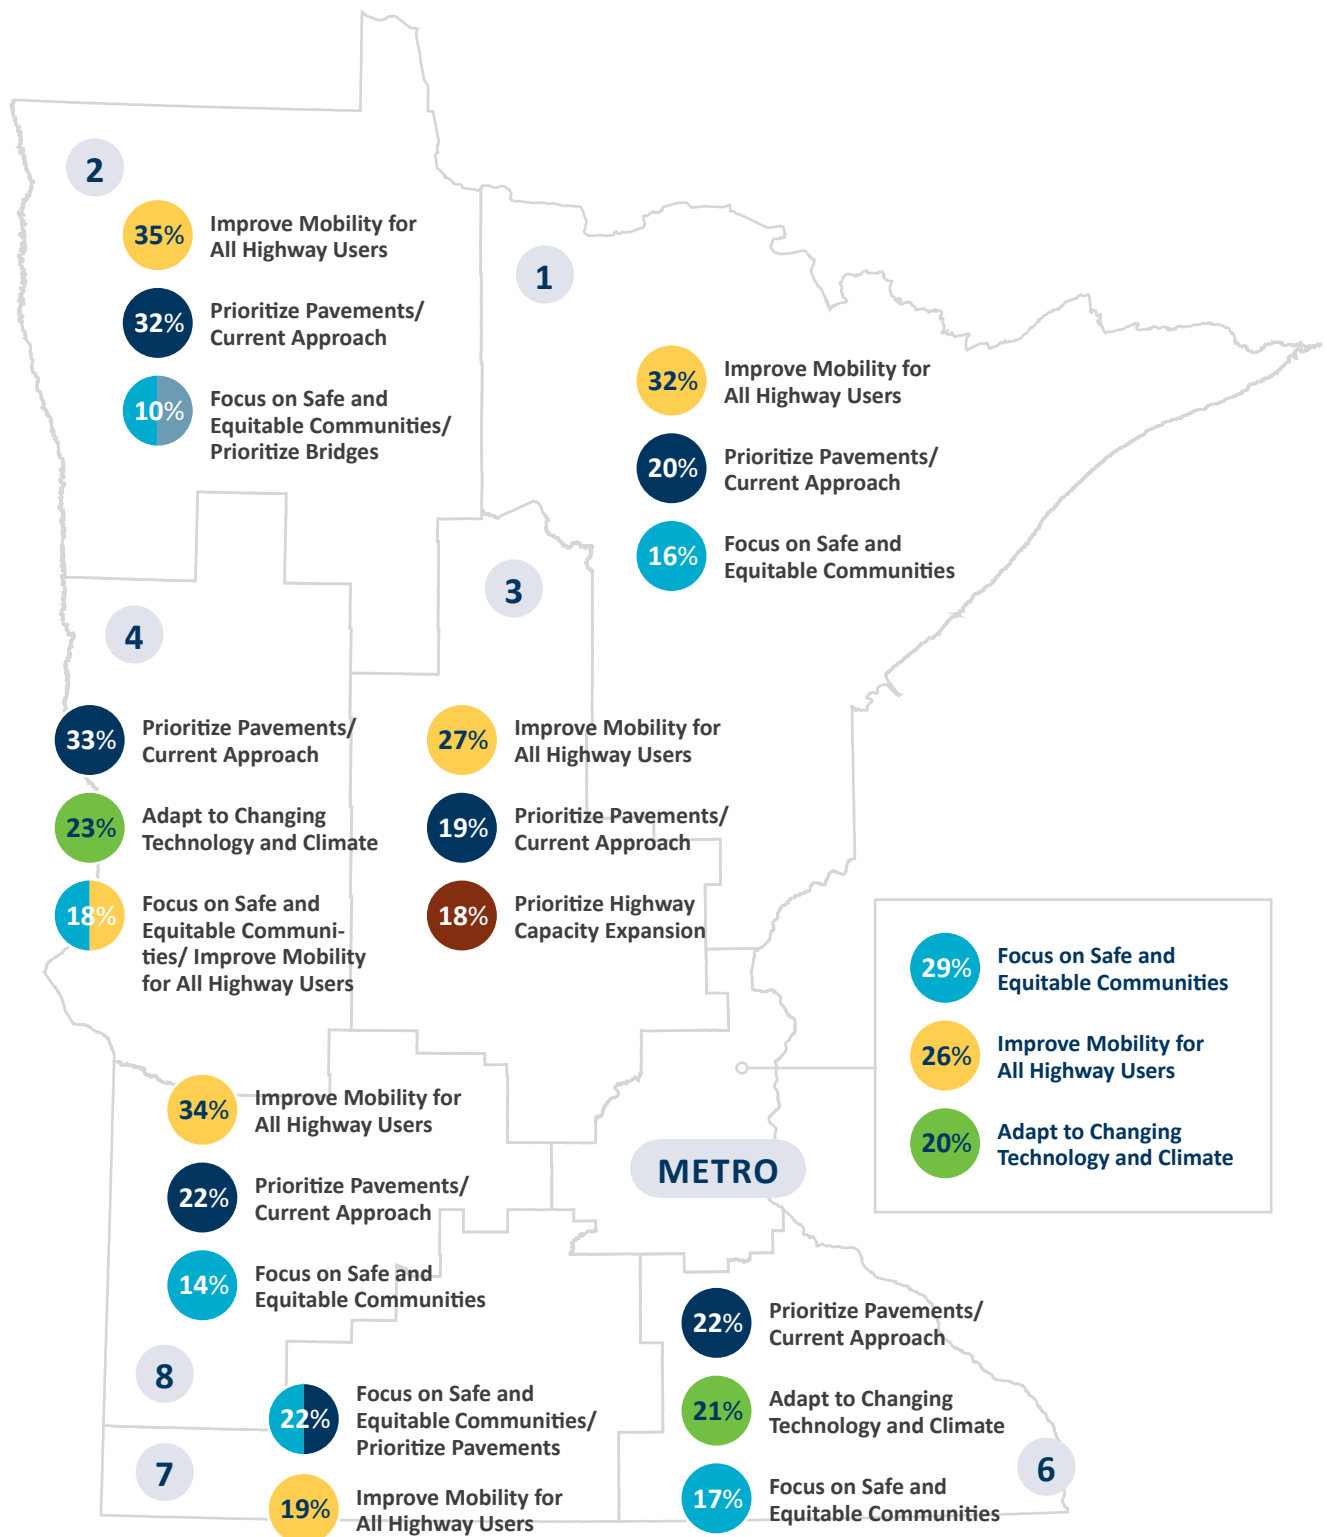 2
35%
Improve Mobility for
All Highway Users
32%
Prioritize Pavements/
Current Approach
10%
Focus on Safe and
Equitable Communities/
Prioritize Bridges
1
32%
Improve Mobility for
All Highway Users
20%
Prioritize Pavements/
Current Approach
16%
Focus on Safe and
Equitable Communities
4
33%
Prioritize Pavements/
Current Approach
23%
Adapt to Changing
Technology and Climate
18%
Focus on Safe and
Equitable Communi-
ties/ Improve Mobility
for All Highway Users
3
27%
Improve Mobility for
All Highway Users
19%
Prioritize Pavements/
Current Approach
18%
Prioritize Highway
Capacity Expansion
METRO
29%
Focus on Safe and
Equitable Communities
26%
Improve Mobility for
All Highway Users
20%
Adapt to Changing
Technology and Climate
34%
Improve Mobility for
All Highway Users
22%
Prioritize Pavements/
Current Approach
14%
Focus on Safe and
Equitable Communities
8
7
22%
Focus on Safe and
Equitable Communities/
Prioritize Pavements
19%
Improve Mobility for
All Highway Users
22%
Prioritize Pavements/
Current Approach
21%
Adapt to Changing
Technology and Climate
17%
Focus on Safe and
Equitable Communities
6